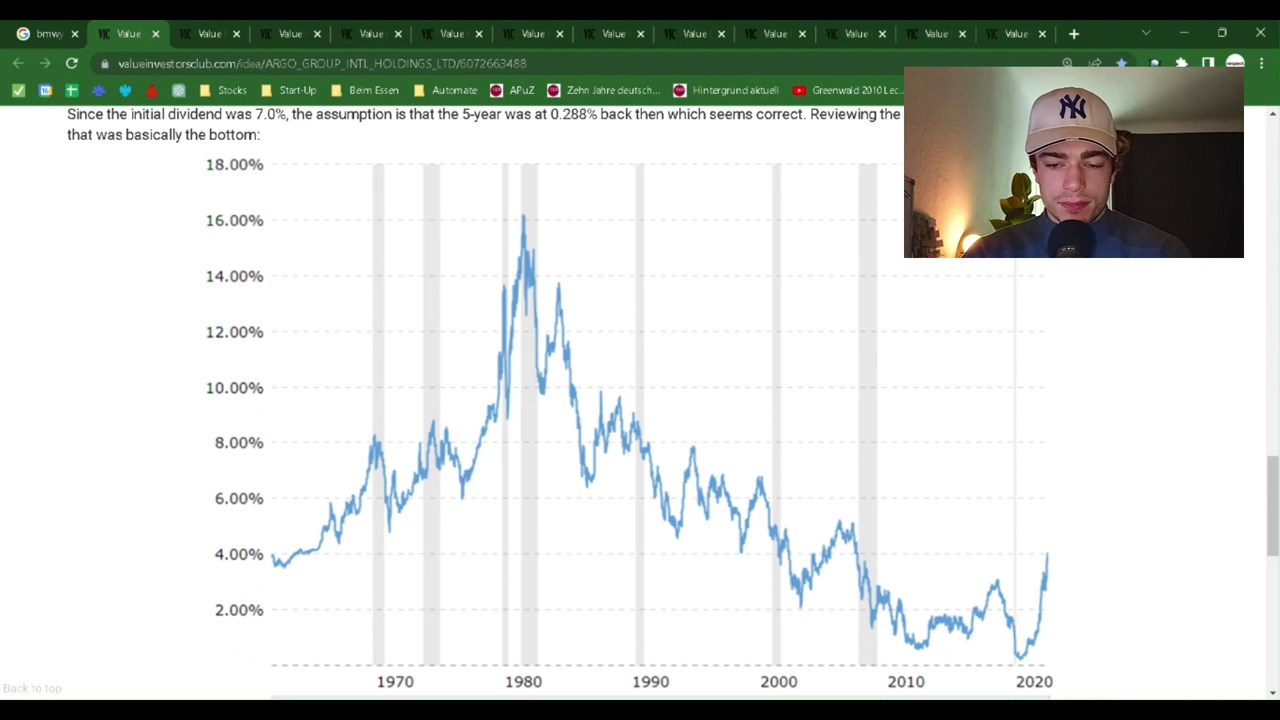 bmwy
Value
Value
Value
Value
Value
Value
Value
Value
Value
Value
Value
Value
valueinvestorsclub.com/idea/ARGO_GROUP_INTL_HOLDINGS_LTD/6072663488
Stocks
Start-Up
Beim Essen
Automate
APuZ
Zehn Jahre deutsch...
Hintergrund aktuell
Greenwald 2010 Lec...
Since the initial dividend was 7.0%, the assumption is that the 5-year was at 0.288% back then which seems correct. Reviewing the
that was basically the bottom:
18.00%
16.00%
14.00%
12.00%
10.00%
8.00%
6.00%
4.00%
2.00%
1970 1980 1990 2000 2010 2020
Back to top